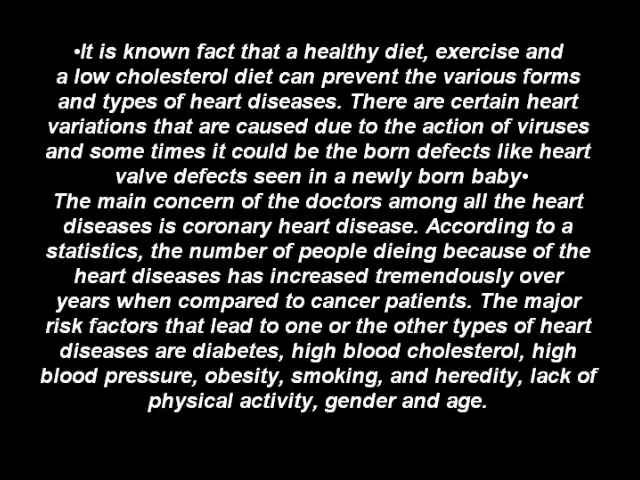 •It is known fact that a healthy diet, exercise and
a low cholesterol diet can prevent the various forms
and types of heart diseases. There are certain heart
variations that are caused due to the action of viruses
and some times it could be the born defects like heart
valve defects seen in a newly born baby•
The main concern of the doctors among all the heart
diseases is coronary heart disease. According to a
statistics, the number of people dieing because of the
heart diseases has increased tremendously over
years when compared to cancer patients. The major
risk factors that lead to one or the other types of heart
diseases are diabetes, high blood cholesterol, high
blood pressure, obesity, smoking, and heredity, lack of
physical activity, gender and age.